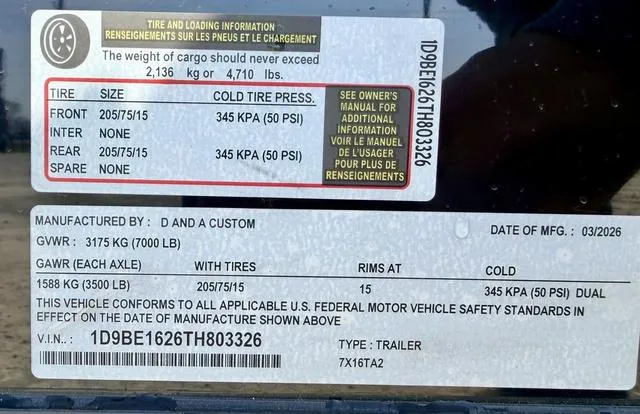 TIRE AND LOADING INFORMATION
RENSEIGNEMENTS SUR LES PNEUS ET LE CHARGEMENT
The weight of cargo should never exceed
2,136 kg or 4,710 lbs.
TIRE SIZE COLD TIRE PRESS.
FRONT 205/75/15 345 KPA (50 PSI)
INTER NONE
REAR 205/75/15 345 KPA (50 PSI)
SPARE NONE
SEE OWNER'S
MANUAL FOR
ADDITIONAL
INFORMATION
VOIR LE MANUEL
DE L'USAGER
POUR PLUS DE
RENSEIGNEMENTS
1D9BE1626TH803326
MANUFACTURED BY : D AND A CUSTOM DATE OF MFG. : 03/2026
GVWR : 3175 KG (7000 LB)
GAWR (EACH AXLE) WITH TIRES RIMS AT COLD
1588 KG (3500 LB) 205/75/15 15 345 KPA (50 PSI) DUAL
THIS VEHICLE CONFORMS TO ALL APPLICABLE U.S. FEDERAL MOTOR VEHICLE SAFETY STANDARDS IN
EFFECT ON THE DATE OF MANUFACTURE SHOWN ABOVE
V.I.N.. : 1D9BE1626TH803326 TYPE : TRAILER
7X16TA2